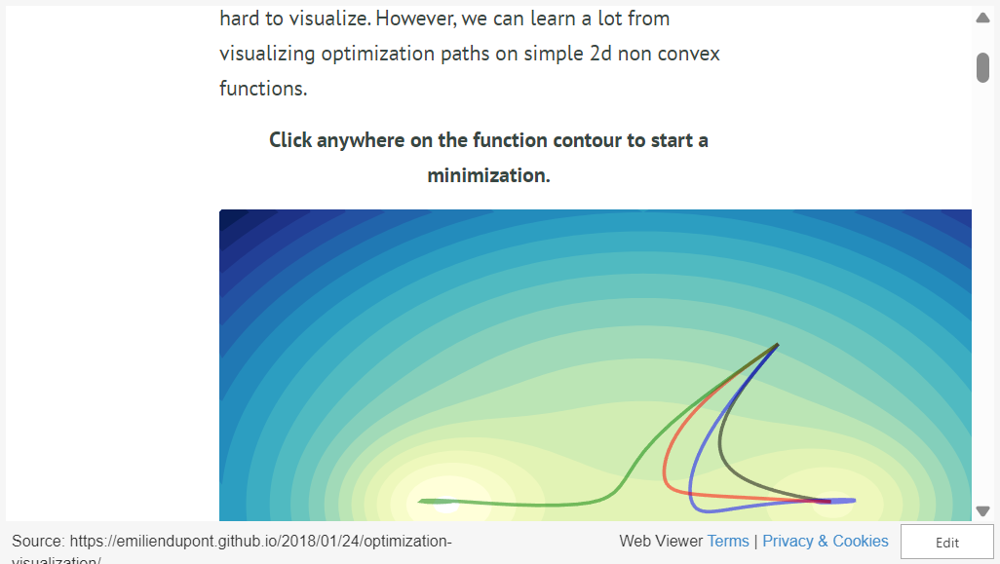 hard to visualize. However, we can learn a lot from
visualizing optimization paths on simple 2d non convex
functions.
Click anywhere on the function contour to start a
minimization.
Source: https://emiliendupont.github.io/2018/01/24/optimization-
visualization/
Web Viewer Terms | Privacy & Cookies
Edit